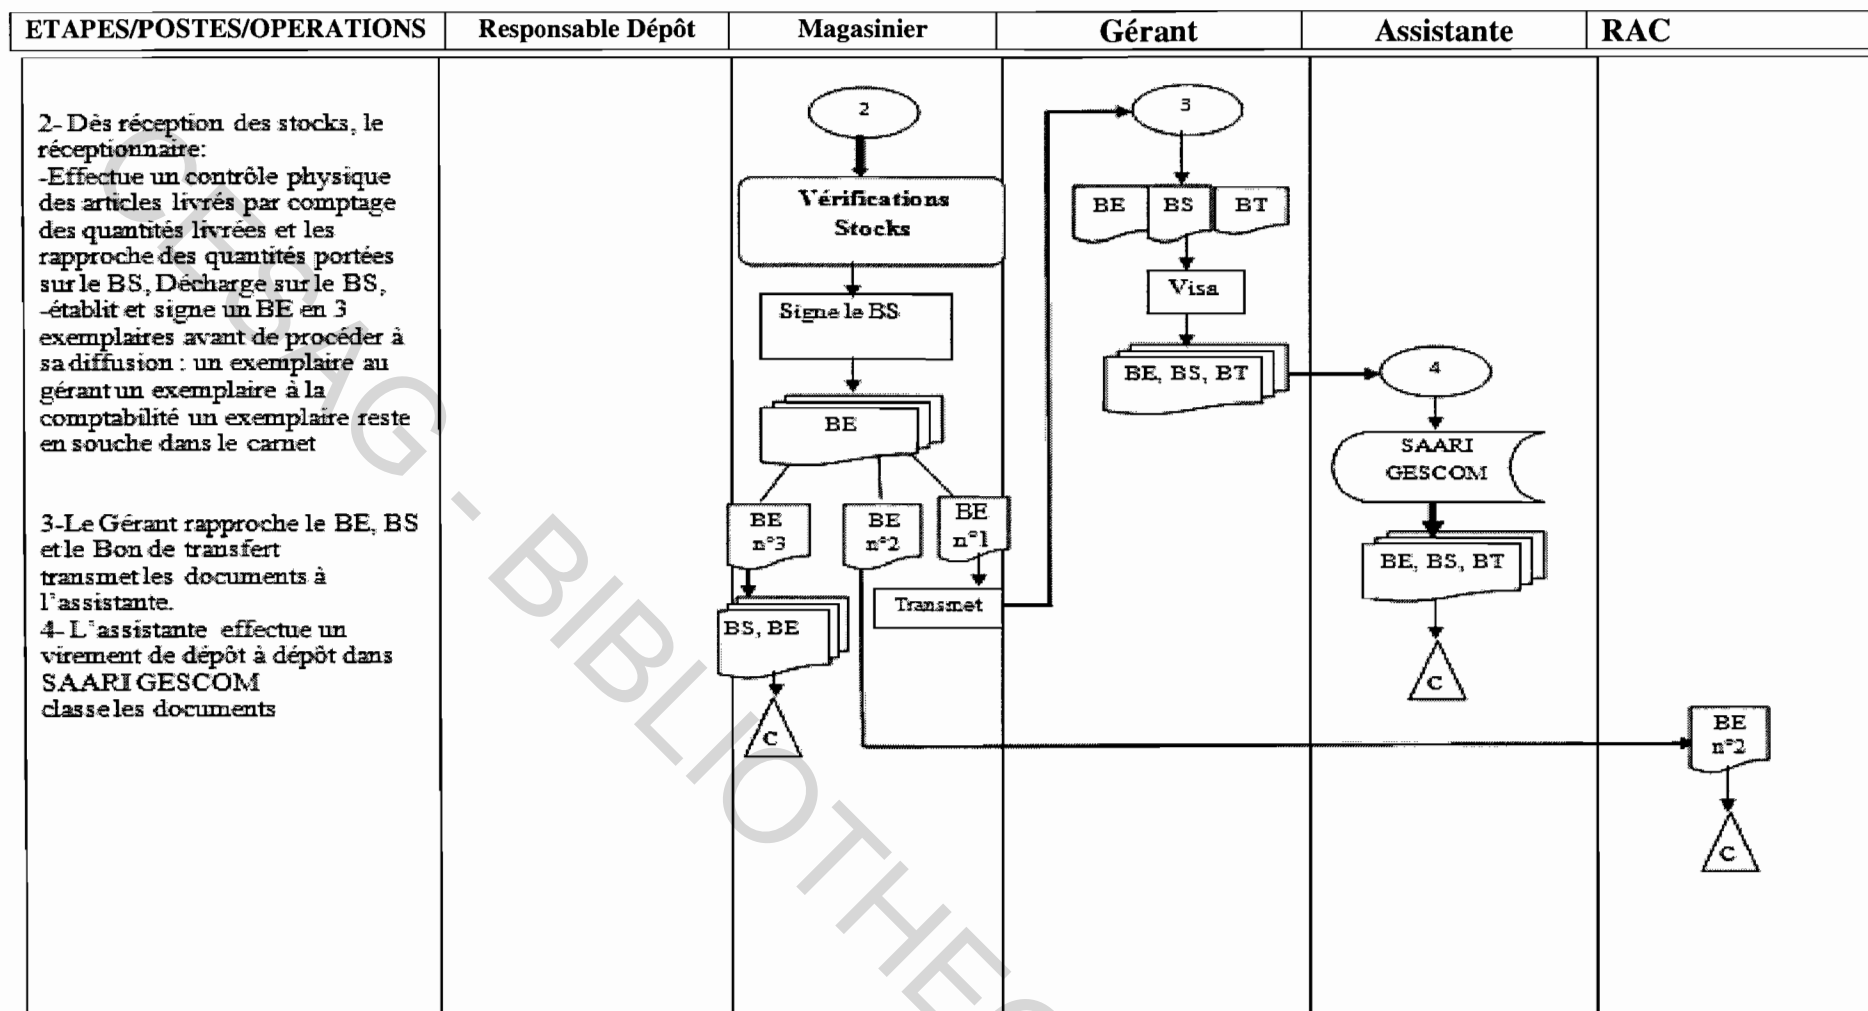 ETAPES/POSTES/OPERATIONS
Responsable Dépôt
Magasinier
Gérant
Assistante
RAC
2- Dès réception des stocks, le
réceptionnaire:
-Effectue un contrôle physique
des articles livrés par comptage
des quantités livrées et les
rapproche des quantités portées
sur le BS, Décharge sur le BS,
-établit et signe un BE en 3
exemplaires avant de procéder à
sa diffusion : un exemplaire au
gérant un exemplaire à la
comptabilité un exemplaire reste
en souche dans le carnet
3-Le Gérant rapproche le BE, BS
et le Bon de transfert
transmet les documents à
l'assistante.
4- L'assistante effectue un
virement de dépôt à dépôt dans
SAARI GESCOM
classe les documents
2
Vérifications
Stocks
Signe le BS
BE
BE
n°3
BE
n°2
BE
n°1
Transmet
BS, BE
C
3
BE
BS
BT
Visa
BE, BS, BT
4
SAARI
GESCOM
BE, BS, BT
C
BE
n°2
C
CESAG - BIBLIOTHEC